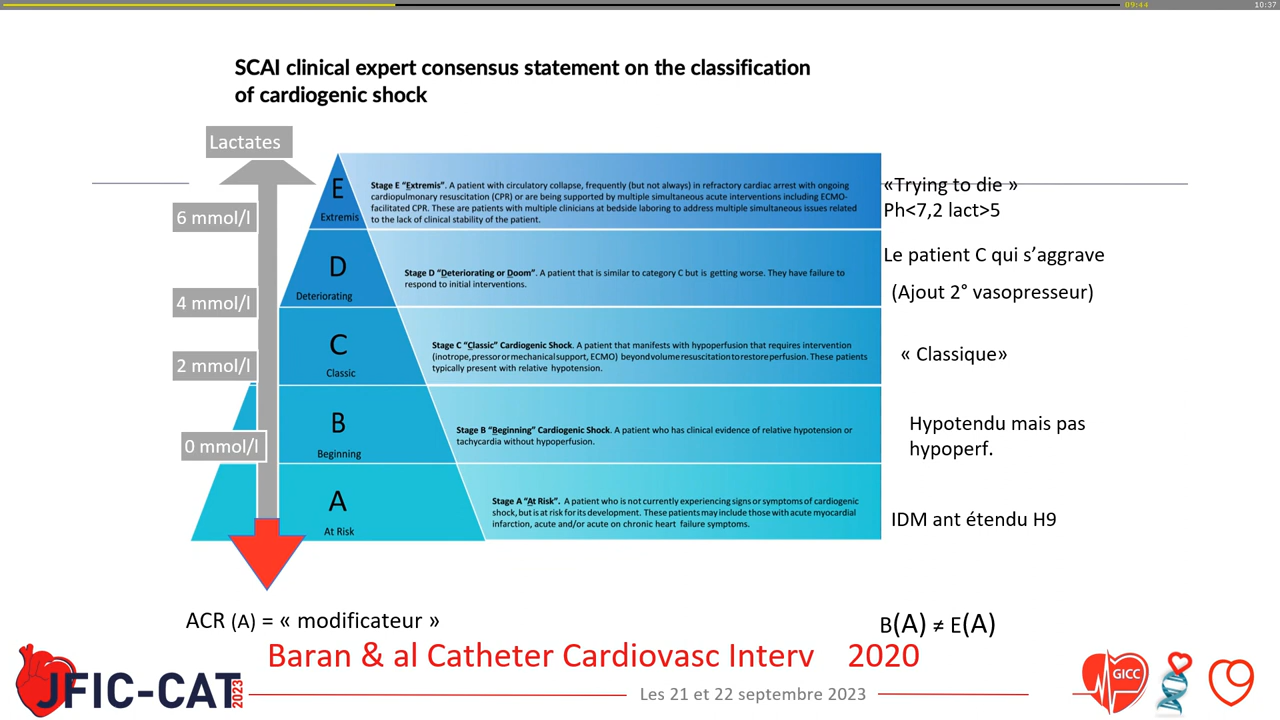 09:44
10:37
SCAI clinical expert consensus statement on the classification
of cardiogenic shock
Lactates
6 mmol/l
4 mmol/l
2 mmol/l
0 mmol/l
E
Extremis
Stage E “Extremis”. A patient with circulatory collapse, frequently (but not always) in refractory cardiac arrest with ongoing
cardiopulmonary resuscitation (CPR) or are being supported by multiple simultaneous acute interventions including ECMO-
facilitated CPR. These are patients with multiple clinicians at bedside laboring to address multiple simultaneous issues related
to the lack of clinical stability of the patient.
«Trying to die »
Ph<7,2 lact>5
D
Deteriorating
Stage D “Deteriorating or Doom”. A patient that is similar to category C but is getting worse. They have failure to
respond to initial interventions.
Le patient C qui s’aggrave
(Ajout 2° vasopresseur)
C
Classic
Stage C “Classic” Cardiogenic Shock. A patient that manifests with hypoperfusion that requires intervention
(inotrope, pressor or mechanical support, ECMO) beyond volume resuscitation to restore perfusion. These patients
typically present with relative hypotension.
« Classique»
B
Beginning
Stage B “Beginning” Cardiogenic Shock. A patient who has clinical evidence of relative hypotension or
tachycardia without hypoperfusion.
Hypotendu mais pas
hypoperf.
A
At Risk
Stage A “At Risk”. A patient who is not currently experiencing signs or symptoms of cardiogenic
shock, but is at risk for its development. These patients may include those with acute myocardial
infarction, acute and/or acute on chronic heart failure symptoms.
IDM ant étendu H9
ACR (A) = « modificateur »
B(A) ≠ E(A)
Baran & al Catheter Cardiovasc Interv 2020
JFIC-CAT 2023
Les 21 et 22 septembre 2023
GICC